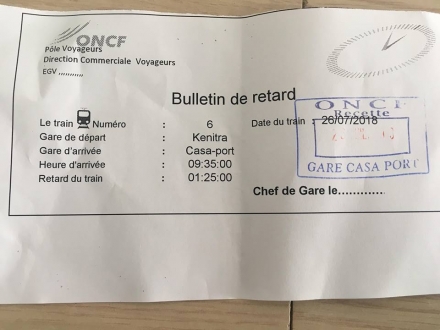 ONCF
Pôle Voyageurs
Direction Commerciale Voyageurs
EGV ,,,,,,,,,,,
Bulletin de retard
Le train Numéro : 6 Date du train : 26/07/2018
Gare de départ : Kenitra
Gare d'arrivée : Casa-port
Heure d'arrivée : 09:35:00
Retard du train : 01:25:00
ONCF
Recette
GARE CASA PORT
Chef de Gare le.............